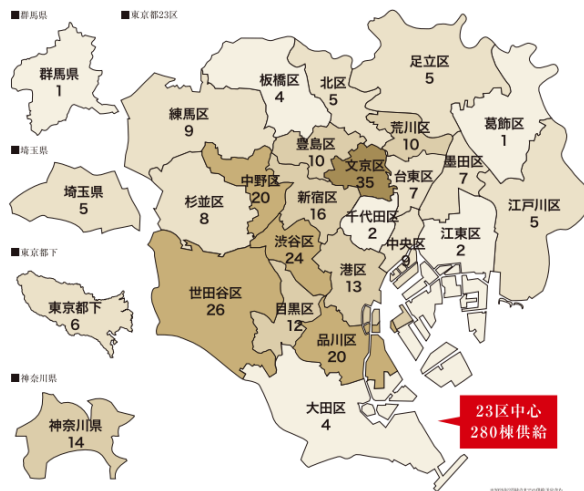 ■群馬県
■東京都23区
群馬県
1
■埼玉県
埼玉県
5
■東京都下
東京都下
6
■神奈川県
神奈川県
14
足立区
5
板橋区
4
北区
5
練馬区
9
葛飾区
1
荒川区
10
豊島区
10
文京区
35
墨田区
7
中野区
20
台東区
7
杉並区
8
新宿区
16
江戸川区
5
千代田区
2
江東区
2
中央区
9
渋谷区
24
港区
13
世田谷区
26
目黒区
12
品川区
20
大田区
4
23区中心
280棟供給